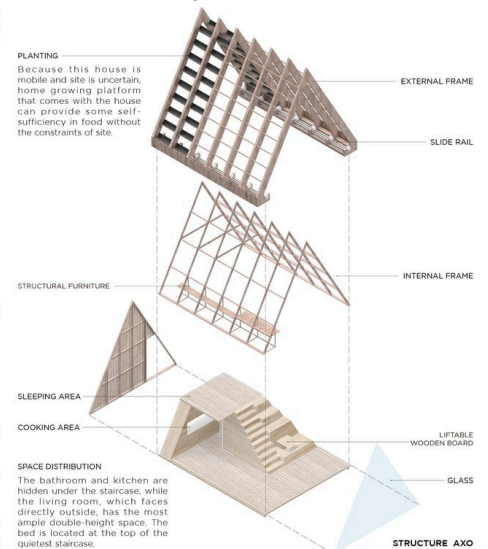 PLANTING
Because this house is
mobile and site is uncertain,
home growing platform
that comes with the house
can provide some self-
sufficiency in food without
the constraints of site.
EXTERNAL FRAME
SLIDE RAIL
INTERNAL FRAME
STRUCTURAL FURNITURE
SLEEPING AREA
COOKING AREA
LIFTABLE
WOODEN BOARD
SPACE DISTRIBUTION
The bathroom and kitchen are
hidden under the staircase, while
the living room, which faces
directly outside, has the most
ample double-height space. The
bed is located at the top of the
quietest staircase.
GLASS
STRUCTURE AXO